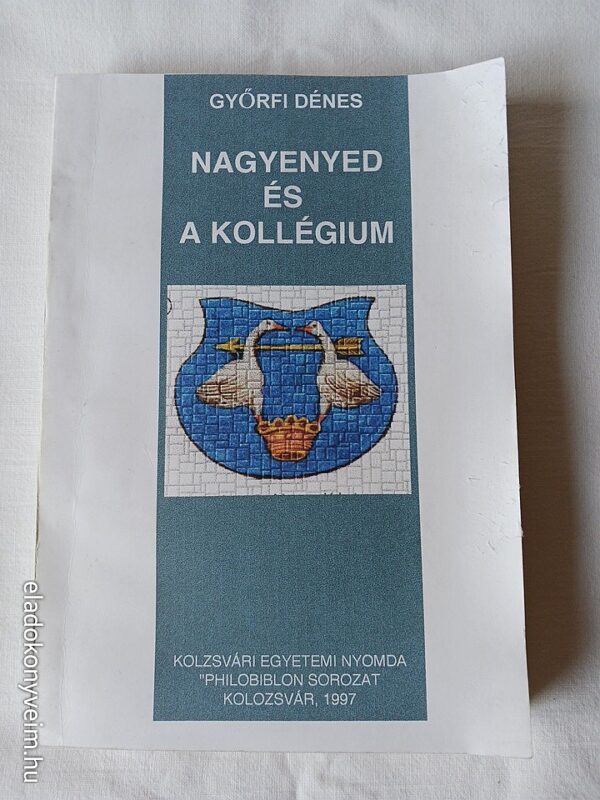 GYŐRFI DÉNES
NAGYENYED
ÉS
A KOLLÉGIUM
KOLZSVÁRI EGYETEMI NYOMDA
"PHILOBIBLON SOROZAT
KOLOZSVÁR, 1997
eladokonyveim.hu